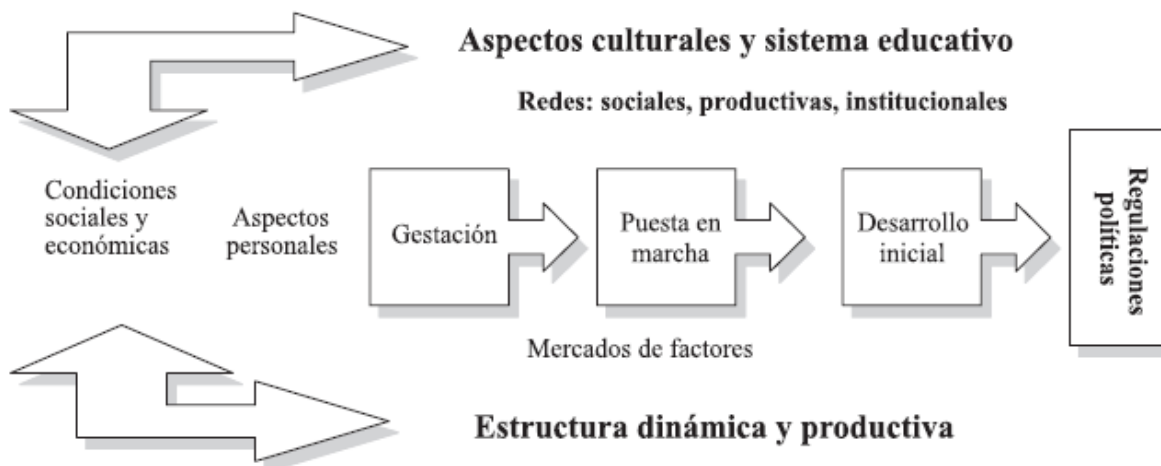 Aspectos culturales y sistema educativo
Redes: sociales, productivas, institucionales
Condiciones
sociales y
económicas
Aspectos
personales
Gestación
Puesta en
marcha
Desarrollo
inicial
Regulaciones
políticas
Mercados de factores
Estructura dinámica y productiva